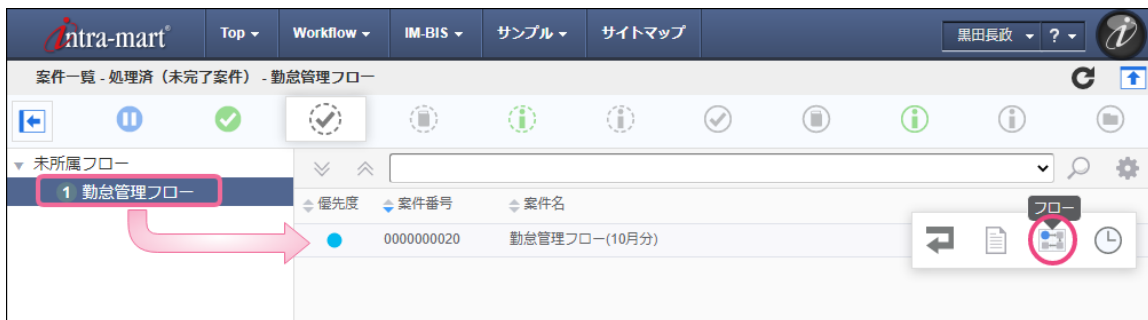 intra-mart® Top Workflow IM-BIS サンプル サイトマップ 黒田長政 ?
案件一覧 - 処理済（未完了案件） - 勤怠管理フロー
未所属フロー
1 勤怠管理フロー
優先度 案件番号 案件名
フロー
0000000020 勤怠管理フロー(10月分)